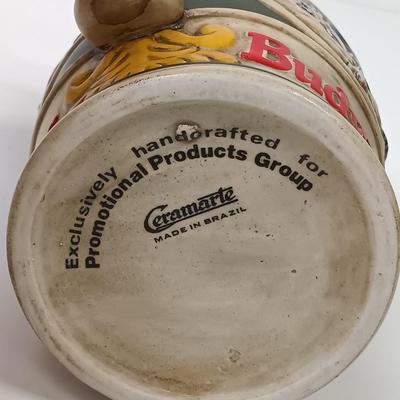 Bud
Exclusively handcrafted for
Promotional Products Group
Ceramarte
MADE IN BRAZIL